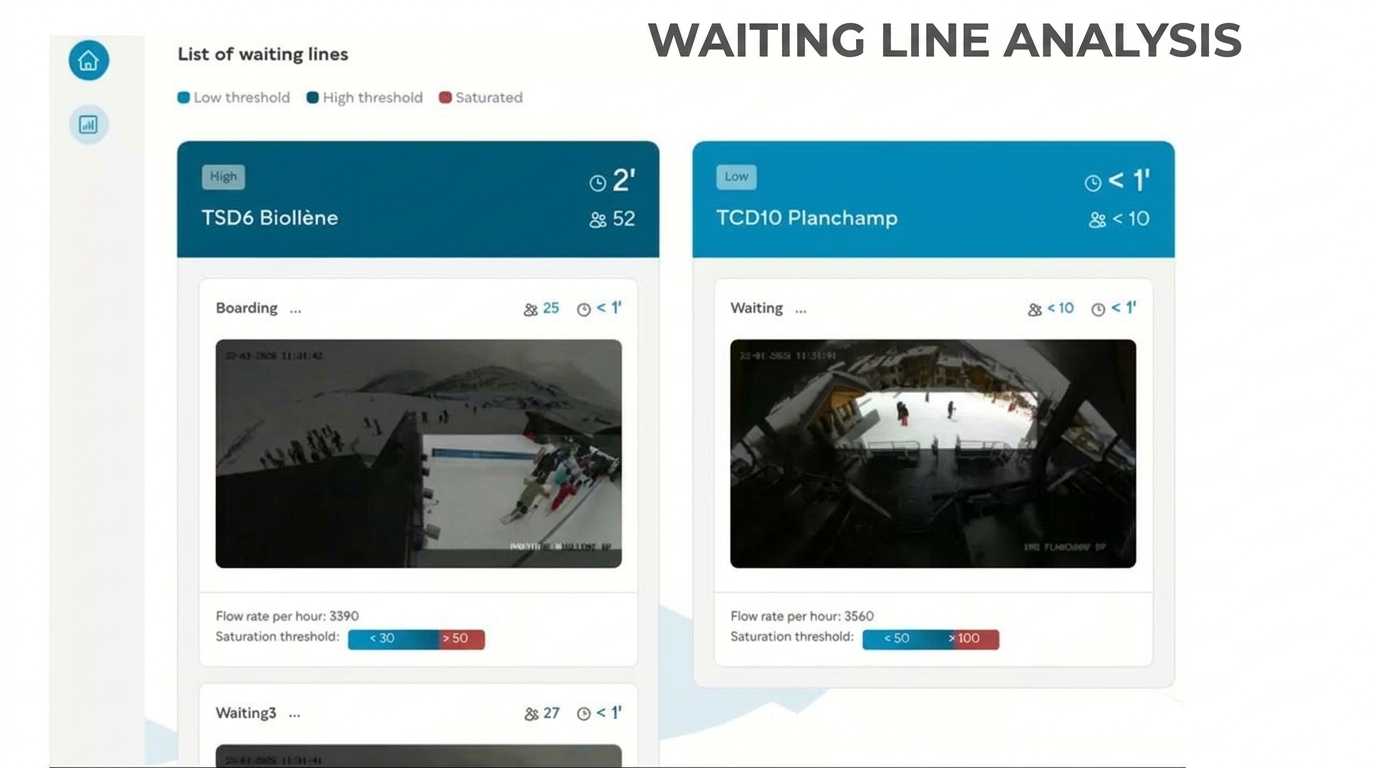 WAITING LINE ANALYSIS
List of waiting lines
Low threshold High threshold Saturated
High
2'
TSD6 Biollène
52
Boarding ...
25 < 1'
Flow rate per hour: 3390
Saturation threshold: < 30 > 50
Waiting3 ...
27 < 1'
Low
< 1'
TCD10 Planchamp
< 10
Waiting ...
< 10 < 1'
Flow rate per hour: 3560
Saturation threshold: < 50 > 100